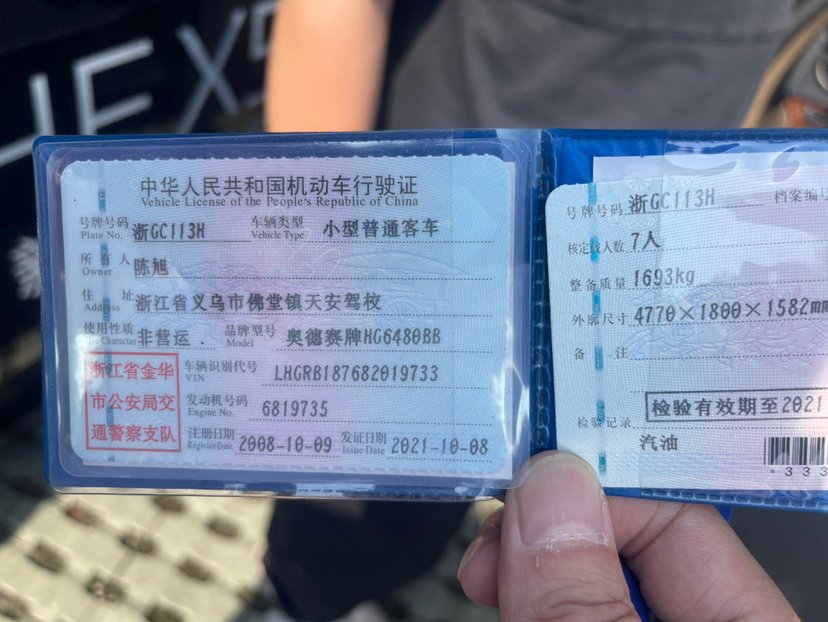 中华人民共和国机动车行驶证
Vehicle License of the People's Republic of China
号牌号码 浙GC113H 车辆类型 小型普通客车
Plate No. Vehicle Type
所有人 陈旭
Owner
住址 浙江省义乌市佛堂镇天安驾校
Address
使用性质 非营运 品牌型号 奥德赛牌HG6480BB
Use Character Model
浙江省金华
市公安局交
通警察支队
车辆识别代号 LHGRB187682019733
VIN
发动机号码 6819735
Engine No.
注册日期 2008-10-09 发证日期 2021-10-08
Register Date Issue Date
号牌号码 浙GC113H 档案编号
核定载人数 7人
整备质量 1693kg
外廓尺寸 4770×1800×1582mm
备注
检验有效期至2021
检验记录
汽油
*333